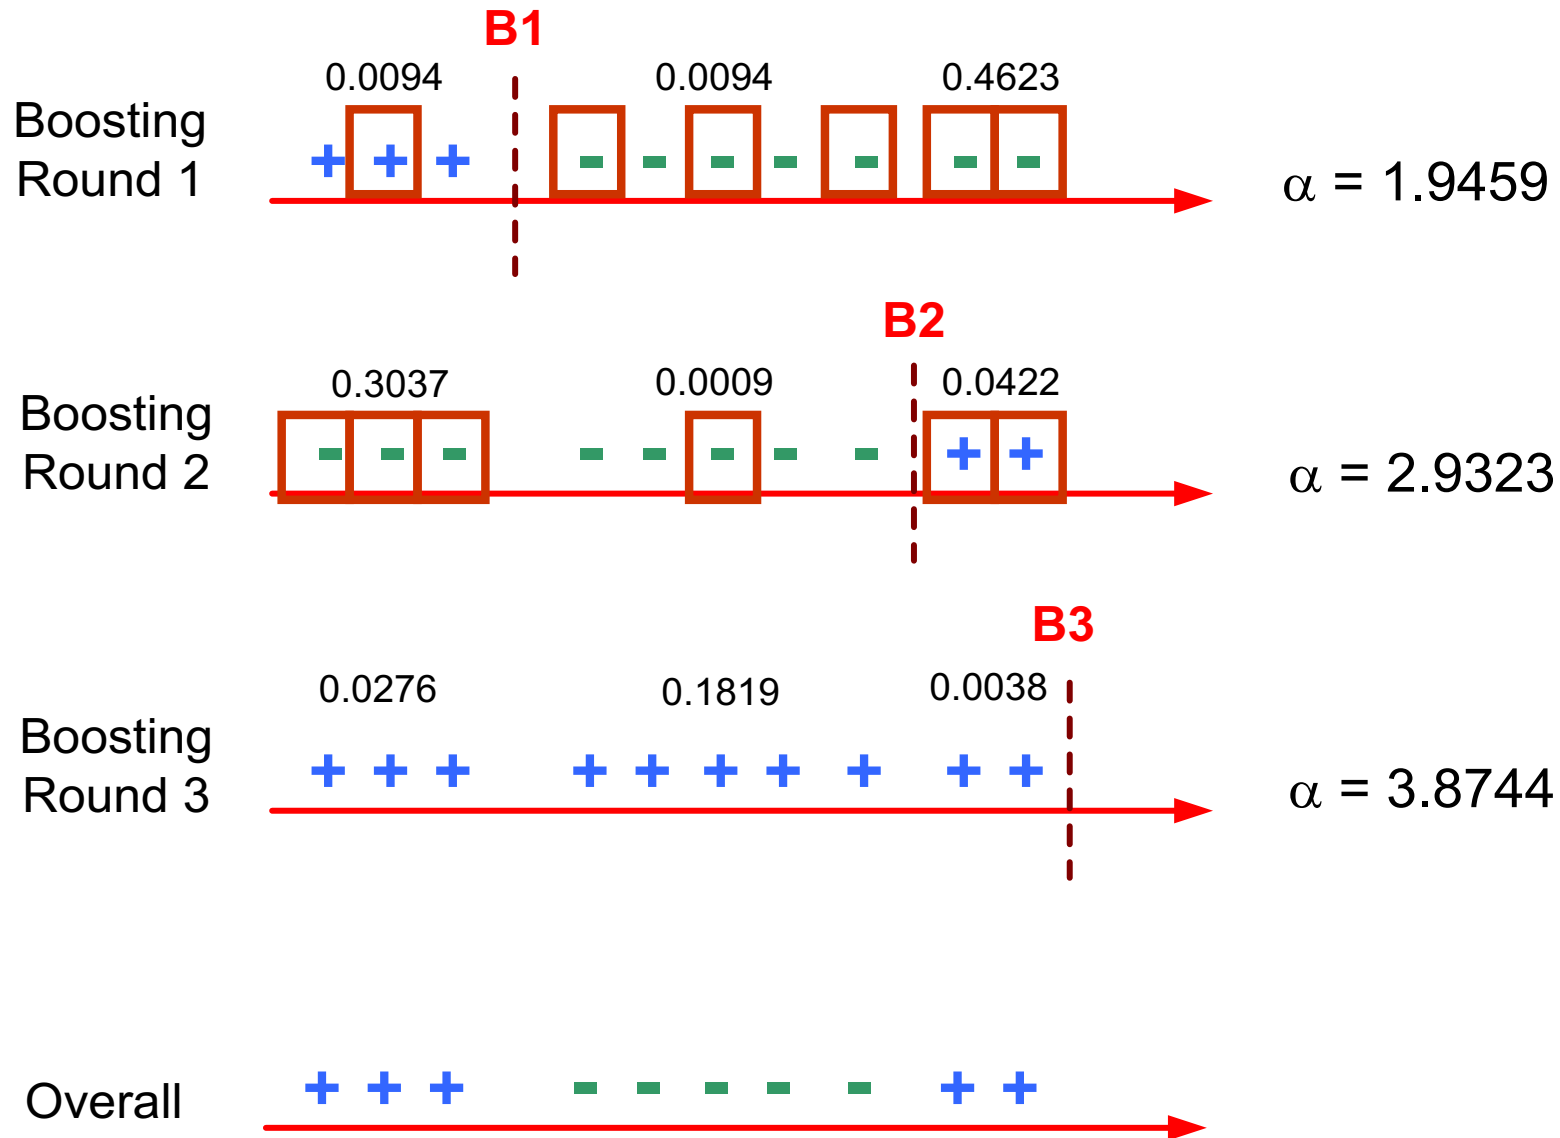 B1
0.0094 0.0094 0.4623
Boosting
Round 1
+ + + - - - - - - -
α = 1.9459
B2
0.3037 0.0009 0.0422
Boosting
Round 2
- - - - - - - - + +
α = 2.9323
B3
0.0276 0.1819 0.0038
Boosting
Round 3
+ + + + + + + + + +
α = 3.8744
Overall
+ + + - - - - - + +